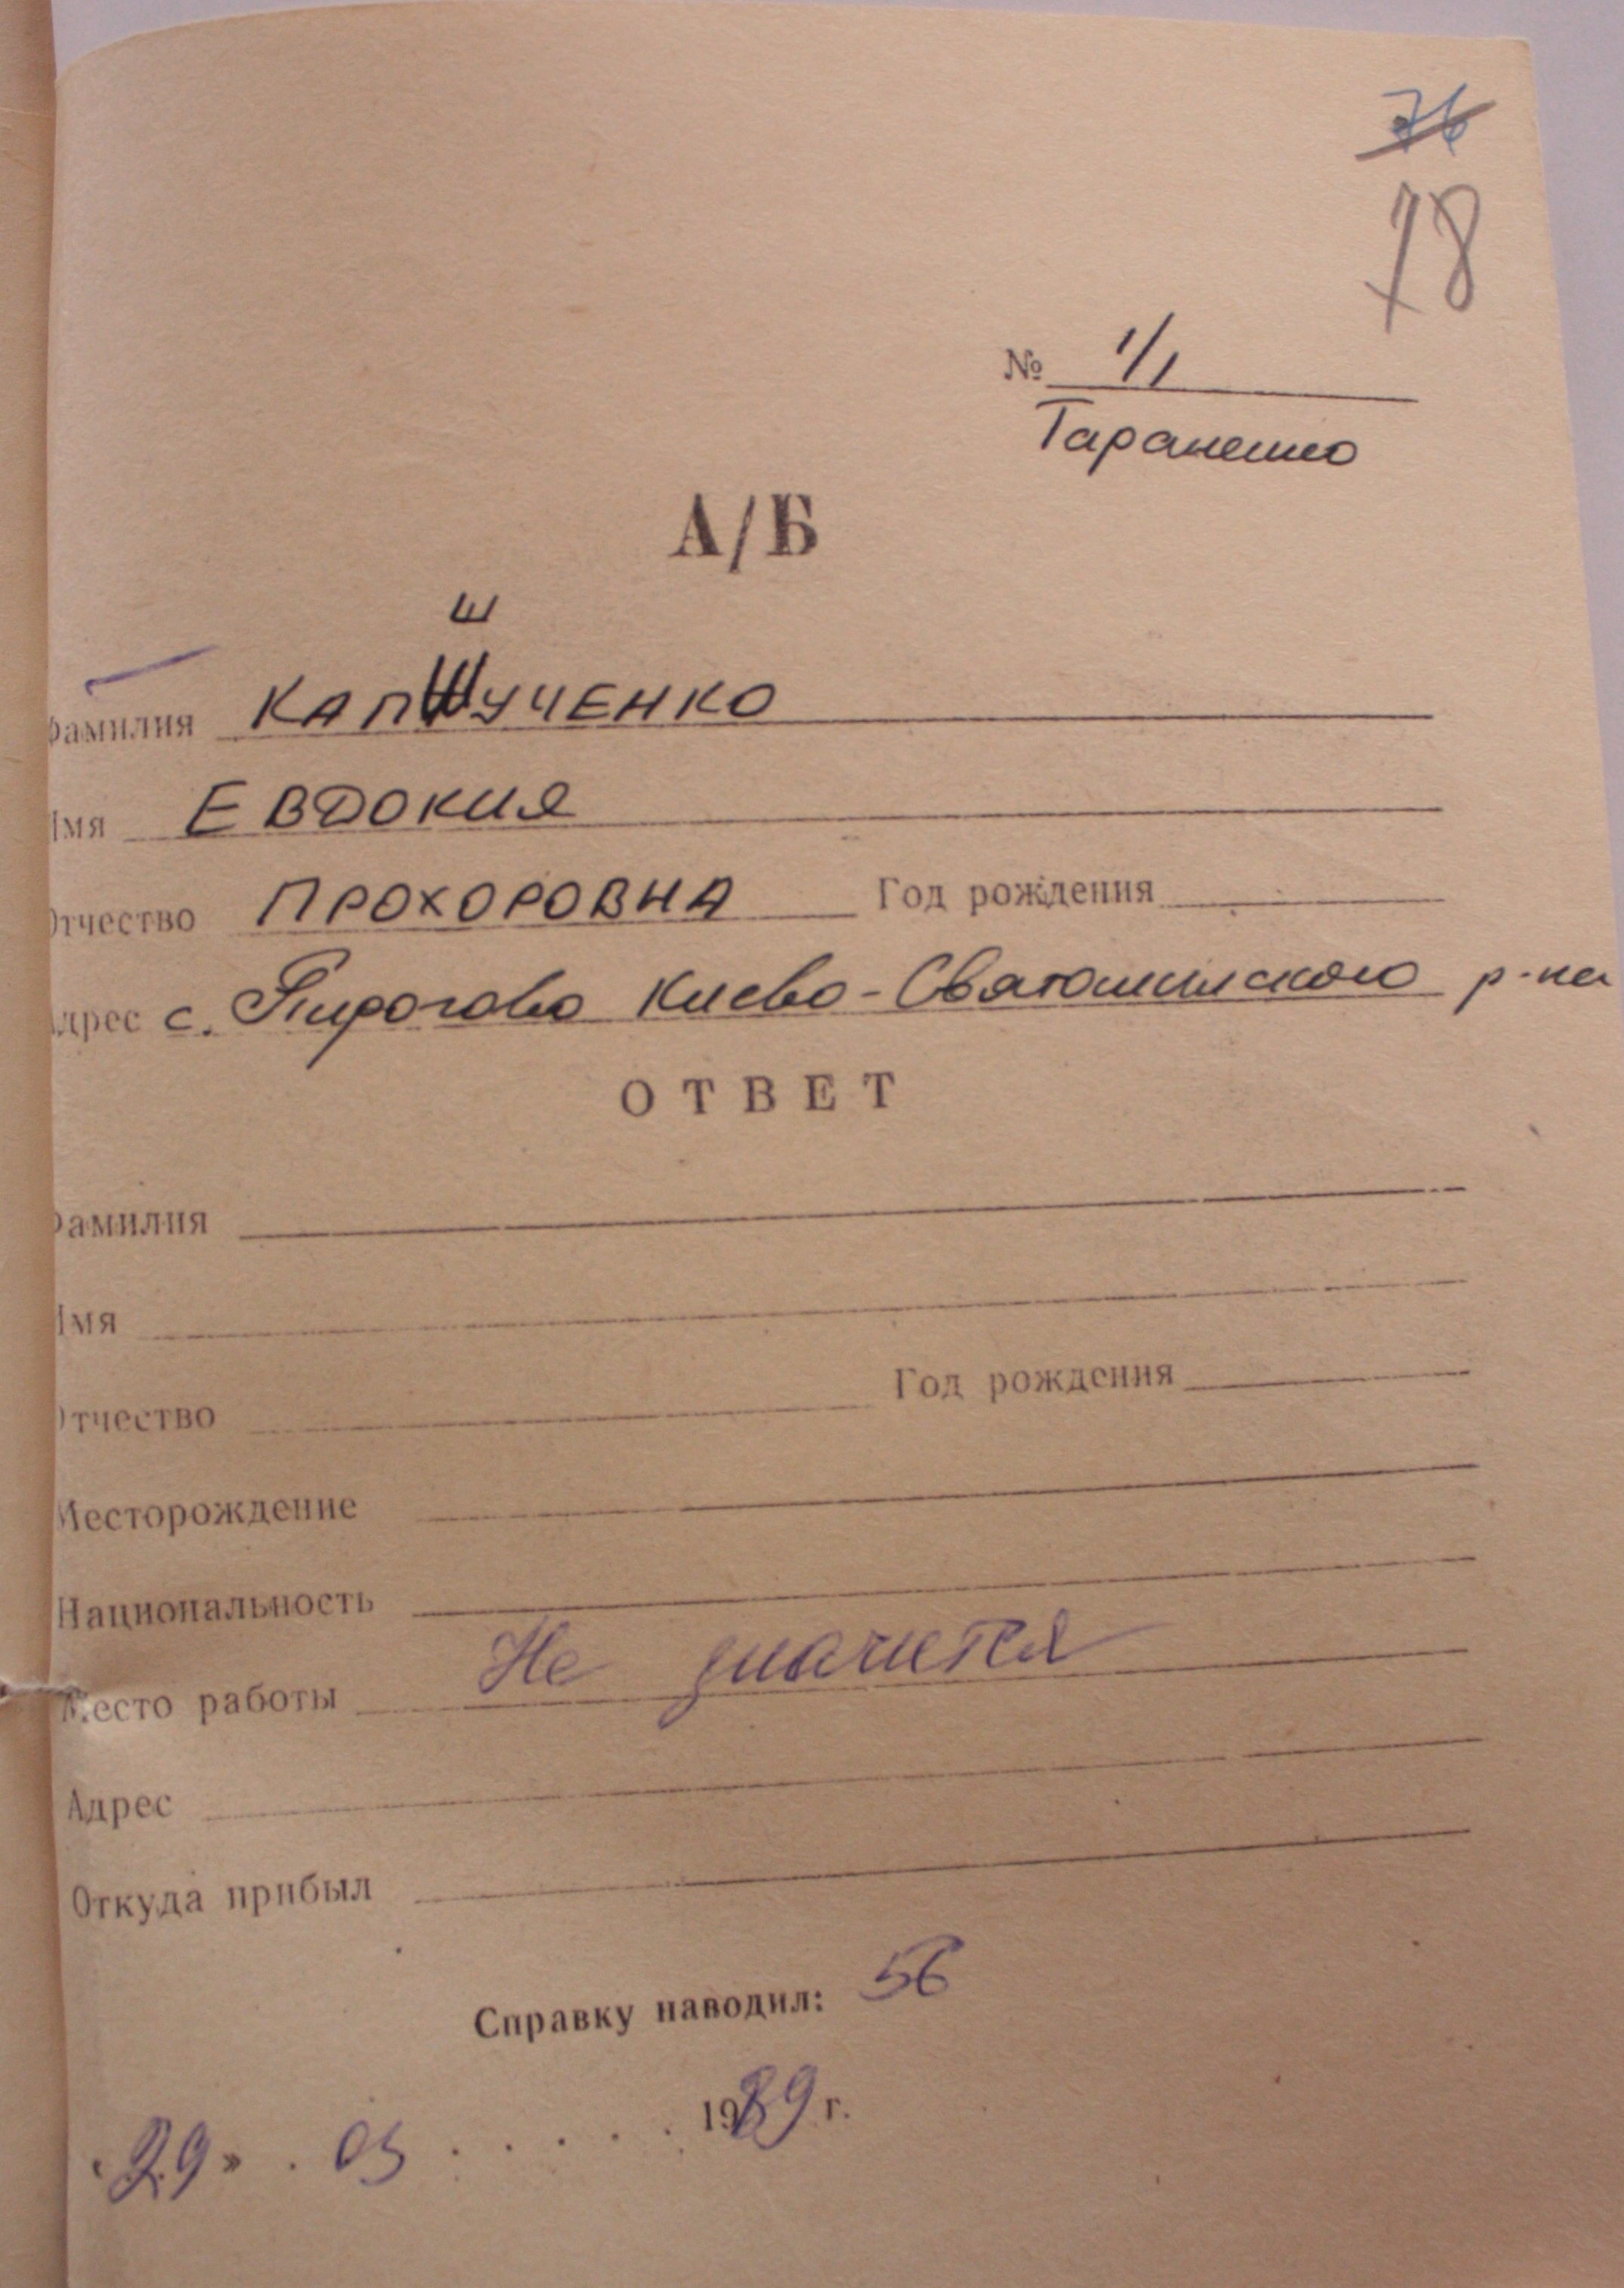 76
78
№ 1/1
Тараненко
А/Б
Ш
Фамилия КАПШУЧЕНКО
Имя ЕВДОКИЯ
Отчество ПРОХОРОВНА Год рождения
Адрес с. Пирогово Киево-Святошинского р-на
ОТВЕТ
Фамилия
Имя
Отчество Год рождения
Месторождение
Национальность
Место работы Не значится
Адрес
Откуда прибыл
Справку наводил: 56
«29» . 03 . . . . . 1989 г.